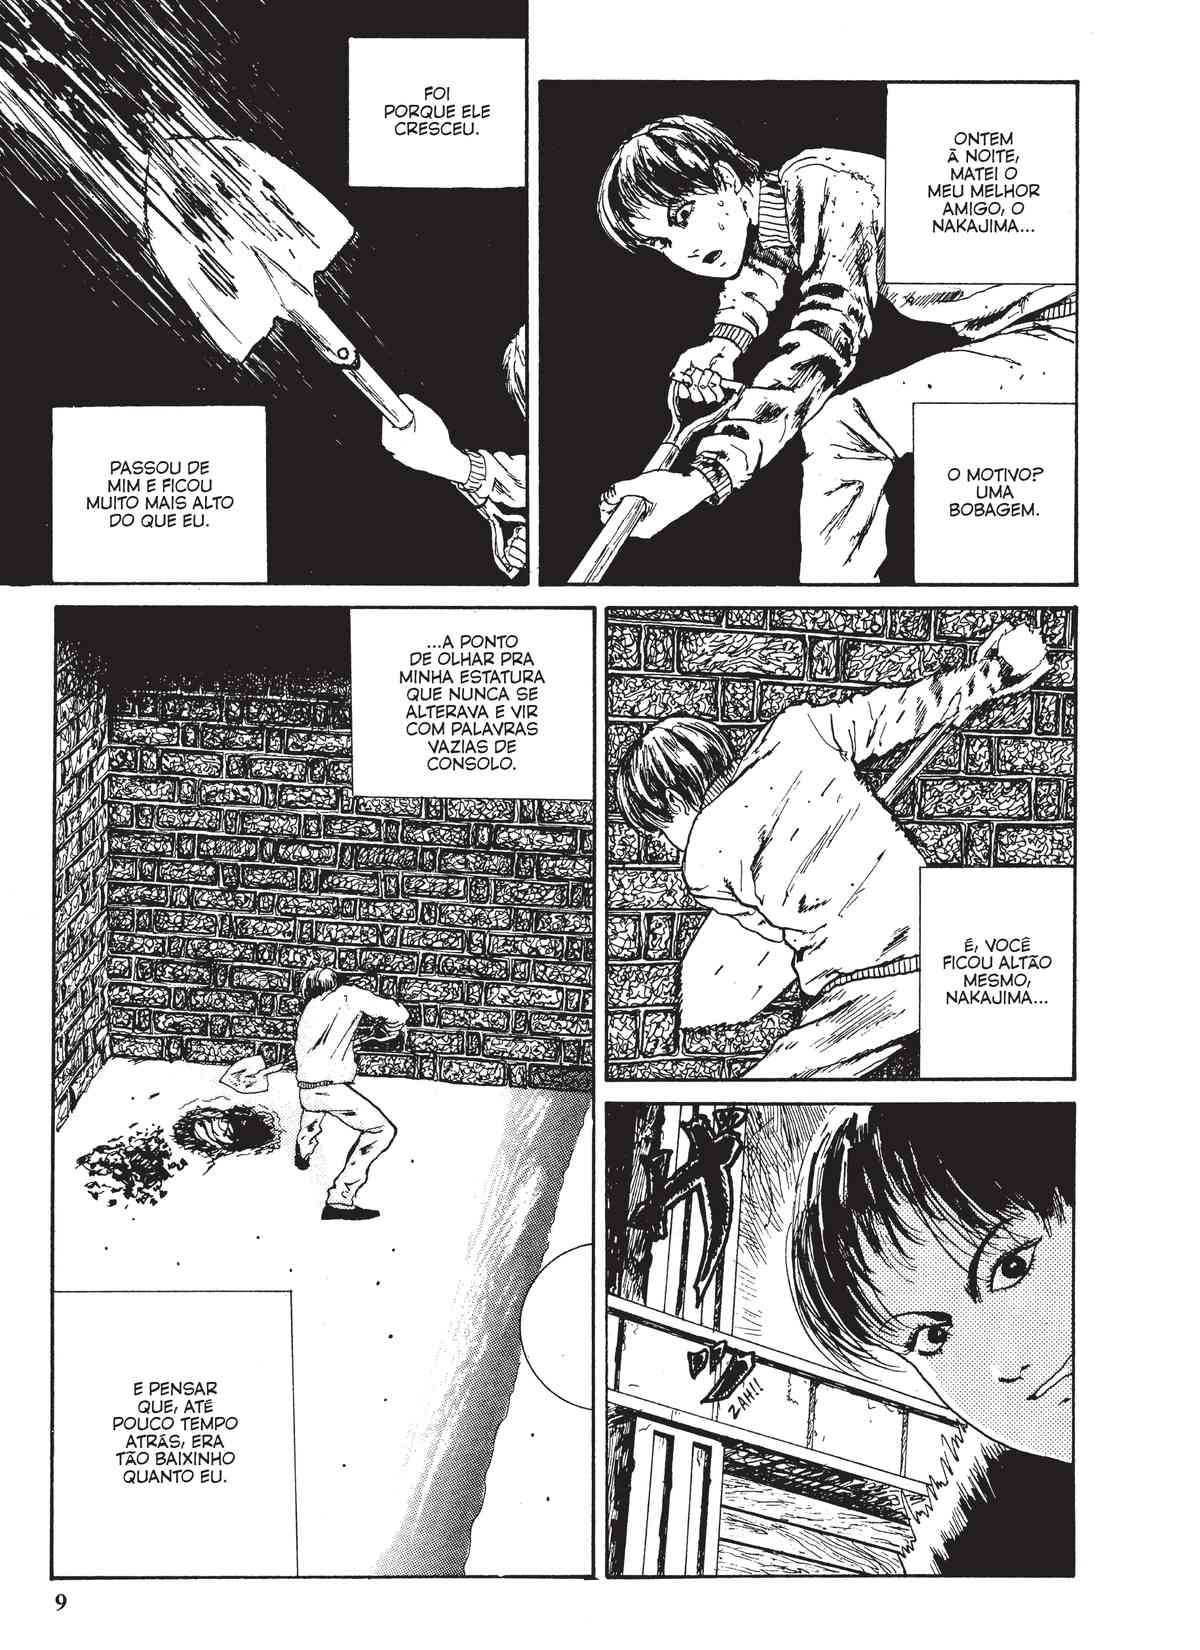 ONTEM
À NOITE,
MATEI O
MEU MELHOR
AMIGO, O
NAKAJIMA...
O MOTIVO?
UMA
BOBAGEM.
FOI
PORQUE ELE
CRESCEU.
PASSOU DE
MIM E FICOU
MUITO MAIS ALTO
DO QUE EU.
É, VOCÊ
FICOU ALTÃO
MESMO,
NAKAJIMA...
...A PONTO
DE OLHAR PRA
MINHA ESTATURA
QUE NUNCA SE
ALTERAVA E VIR
COM PALAVRAS
VAZIAS DE
CONSOLO.
E PENSAR
QUE, ATÉ
POUCO TEMPO
ATRÁS, ERA
TÃO BAIXINHO
QUANTO EU.
ザッ
ZAH!!
9